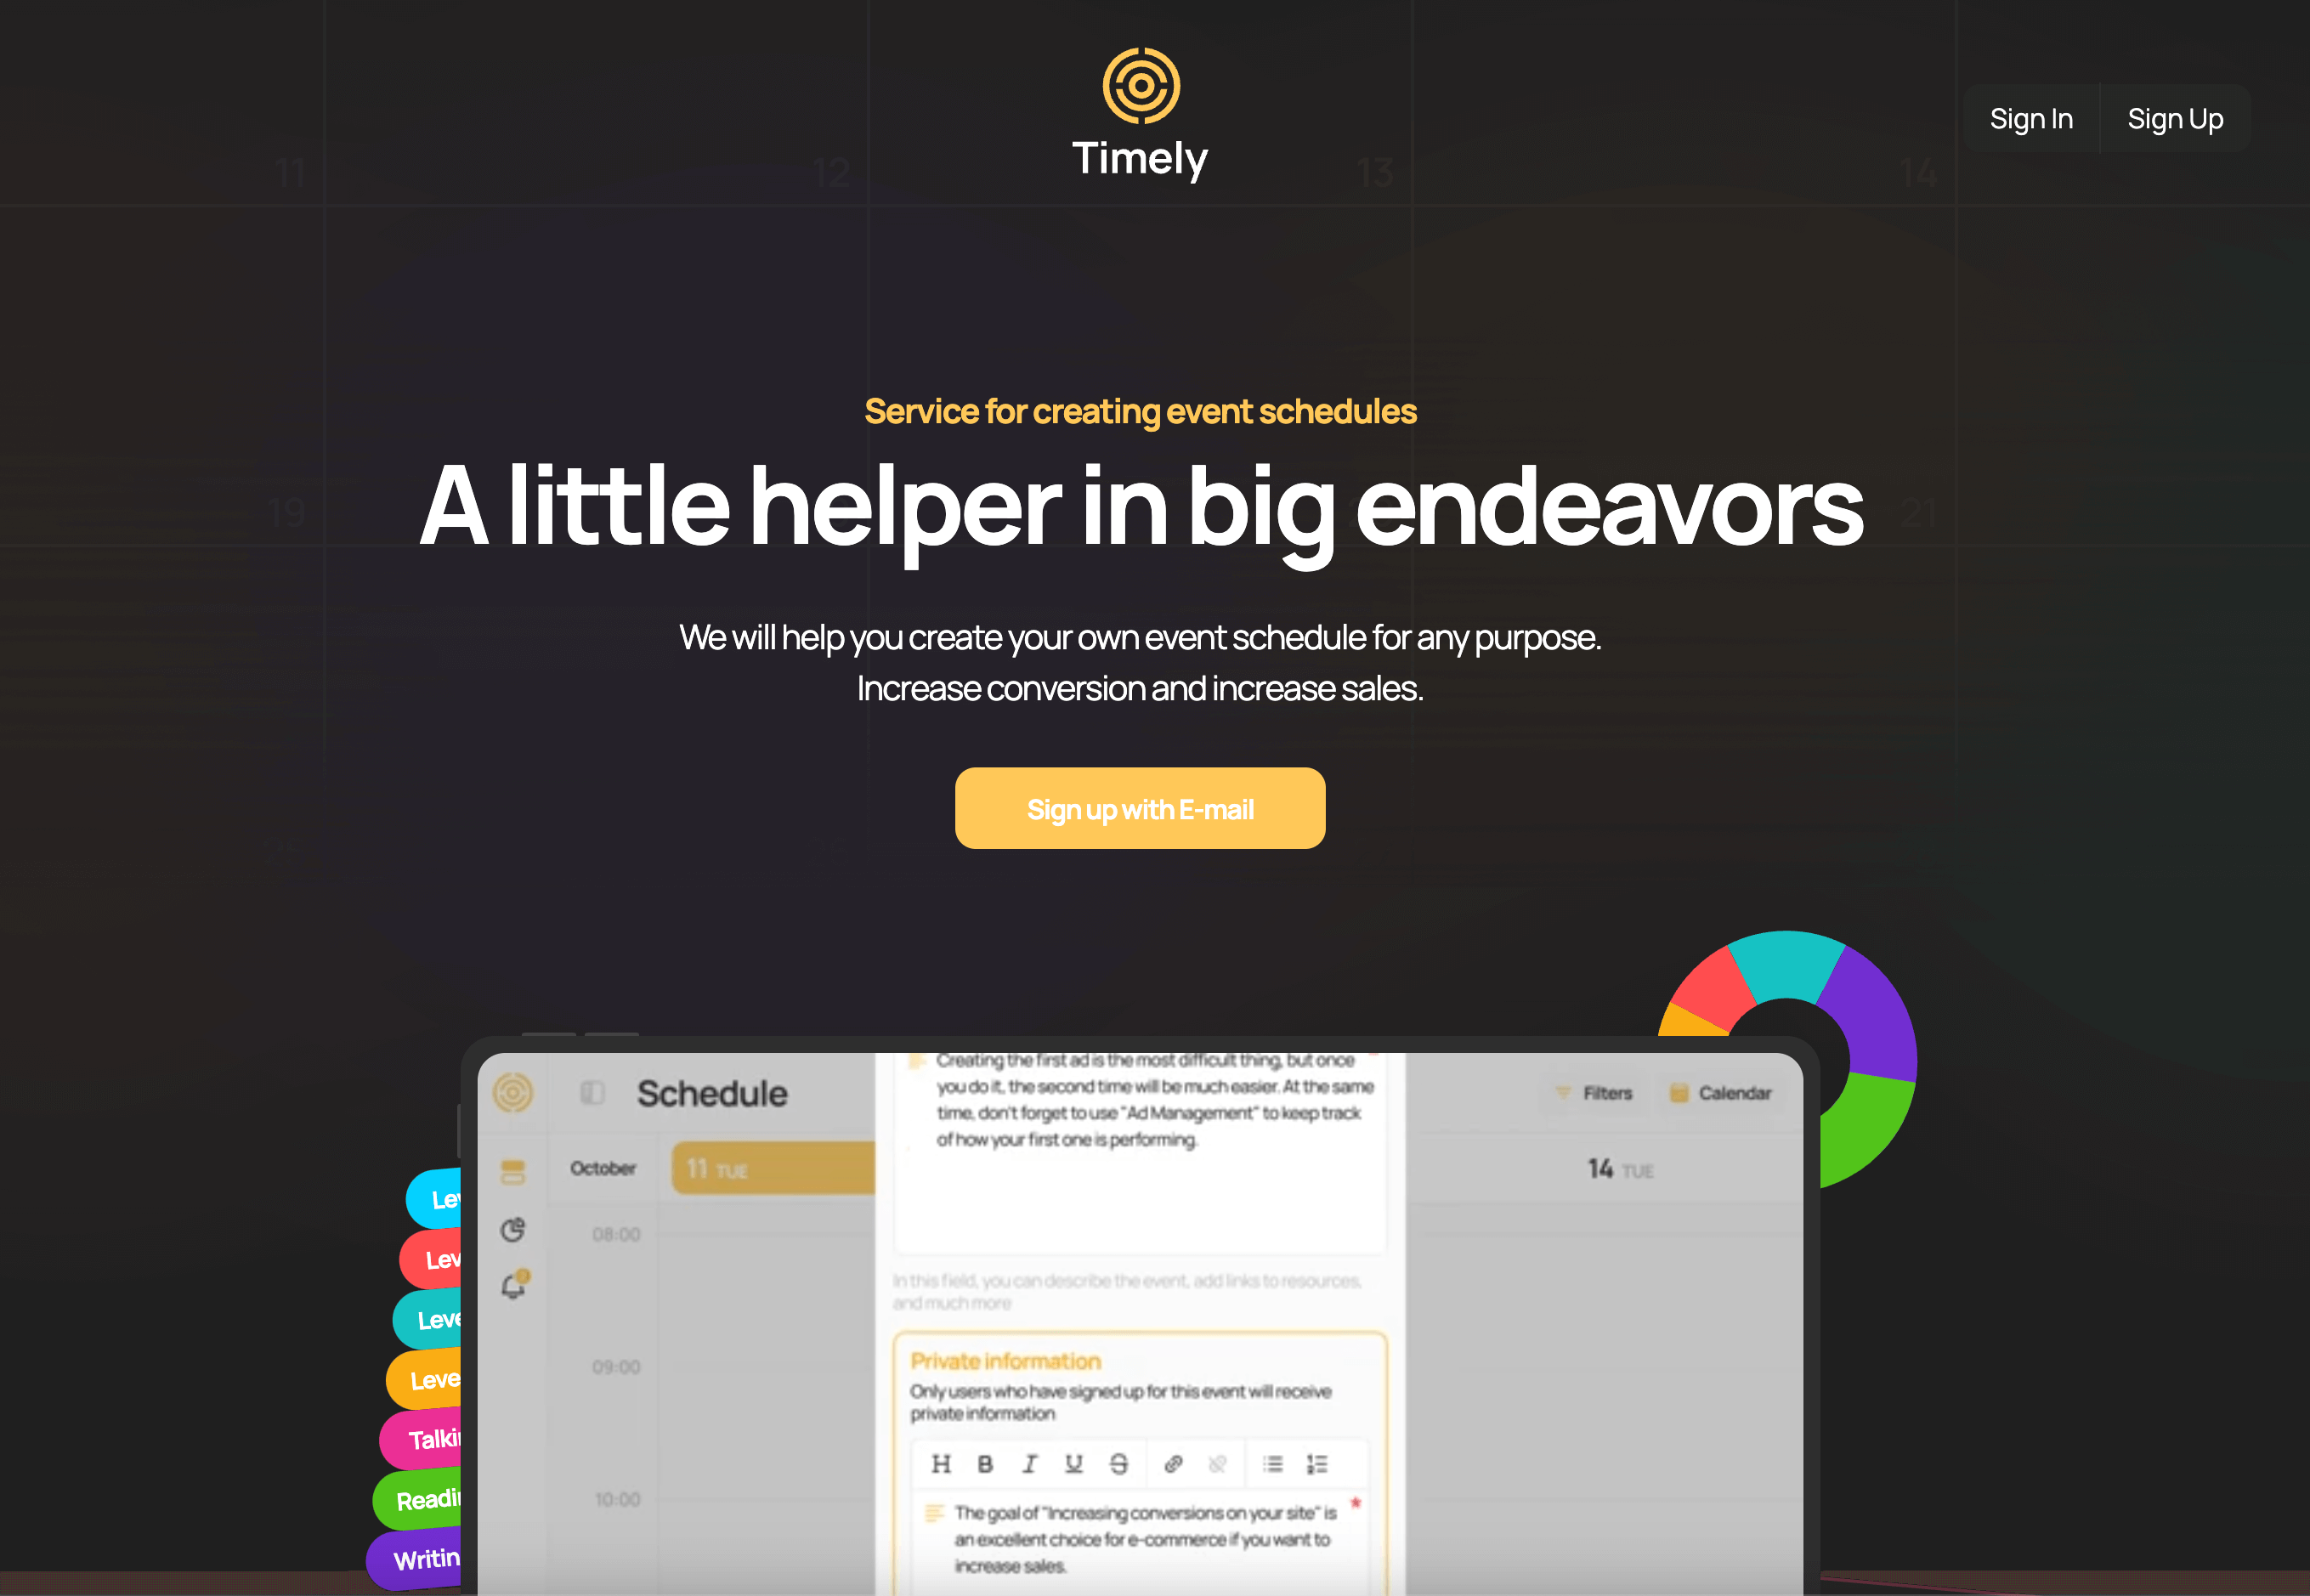 Timely
Sign In
Sign Up
11
12
13
14
Service for creating event schedules
A little helper in big endeavors
19
21
We will help you create your own event schedule for any purpose.
Increase conversion and increase sales.
Sign up with E-mail
Schedule
Filters
Calendar
October
11 TUE
14 TUE
Creating the first ad is the most difficult thing, but once
you do it, the second time will be much easier. At the same
time, don't forget to use "Ad Management" to keep track
of how your first one is performing.
08:00
09:00
10:00
In this field, you can describe the event, add links to resources,
and much more
Private information
Only users who have signed up for this event will receive
private information
H B I U S
The goal of "Increasing conversions on your site" is
an excellent choice for e-commerce if you want to
increase sales.
Lev
Lev
Leve
Leve
Talki
Readi
Writin